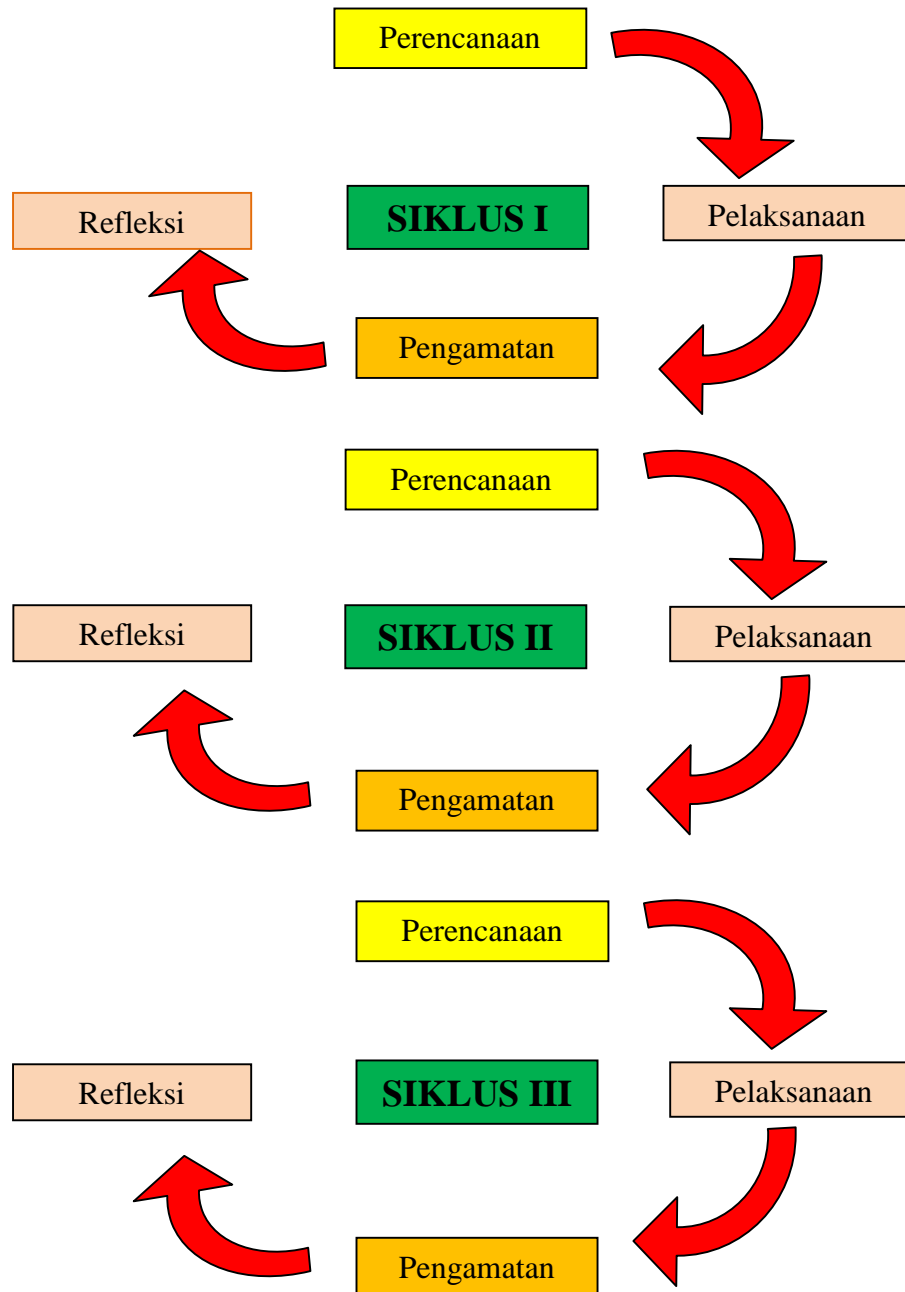 Perencanaan
Refleksi
SIKLUS I
Pelaksanaan
Pengamatan
Perencanaan
Refleksi
SIKLUS II
Pelaksanaan
Pengamatan
Perencanaan
Refleksi
SIKLUS III
Pelaksanaan
Pengamatan